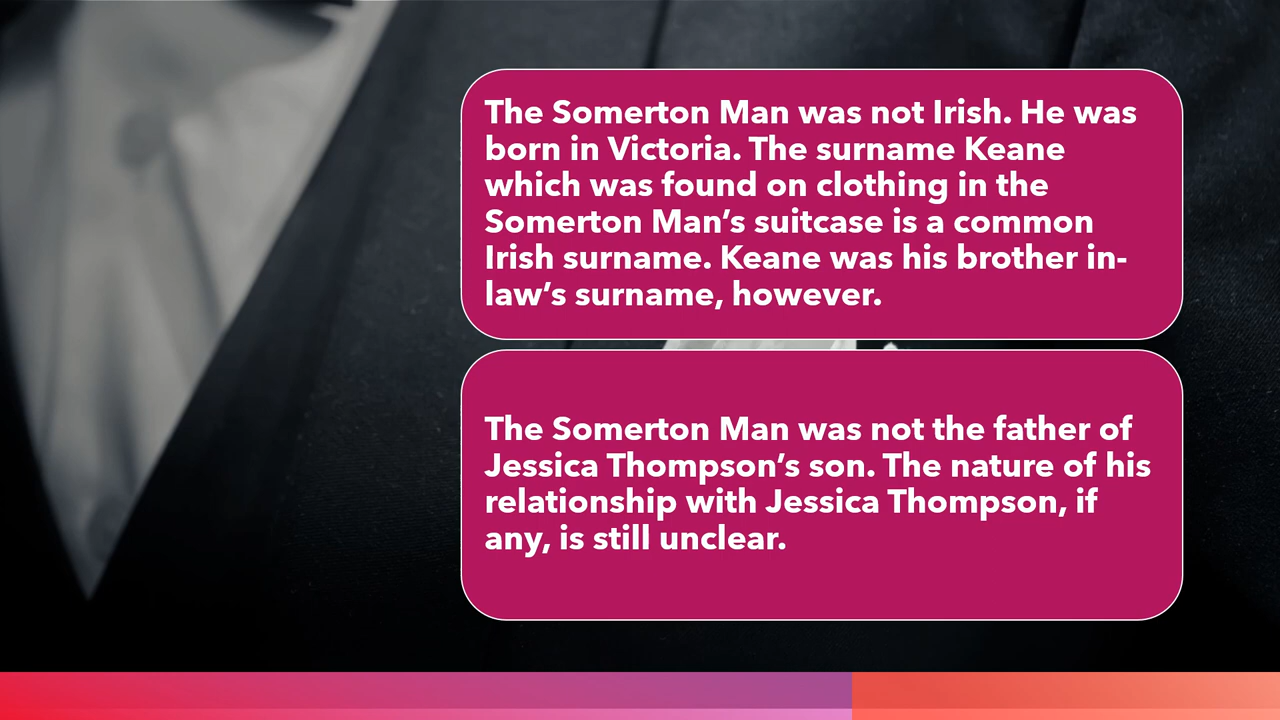 The Somerton Man was not Irish. He was
born in Victoria. The surname Keane
which was found on clothing in the
Somerton Man’s suitcase is a common
Irish surname. Keane was his brother in-
law’s surname, however.
The Somerton Man was not the father of
Jessica Thompson’s son. The nature of his
relationship with Jessica Thompson, if
any, is still unclear.